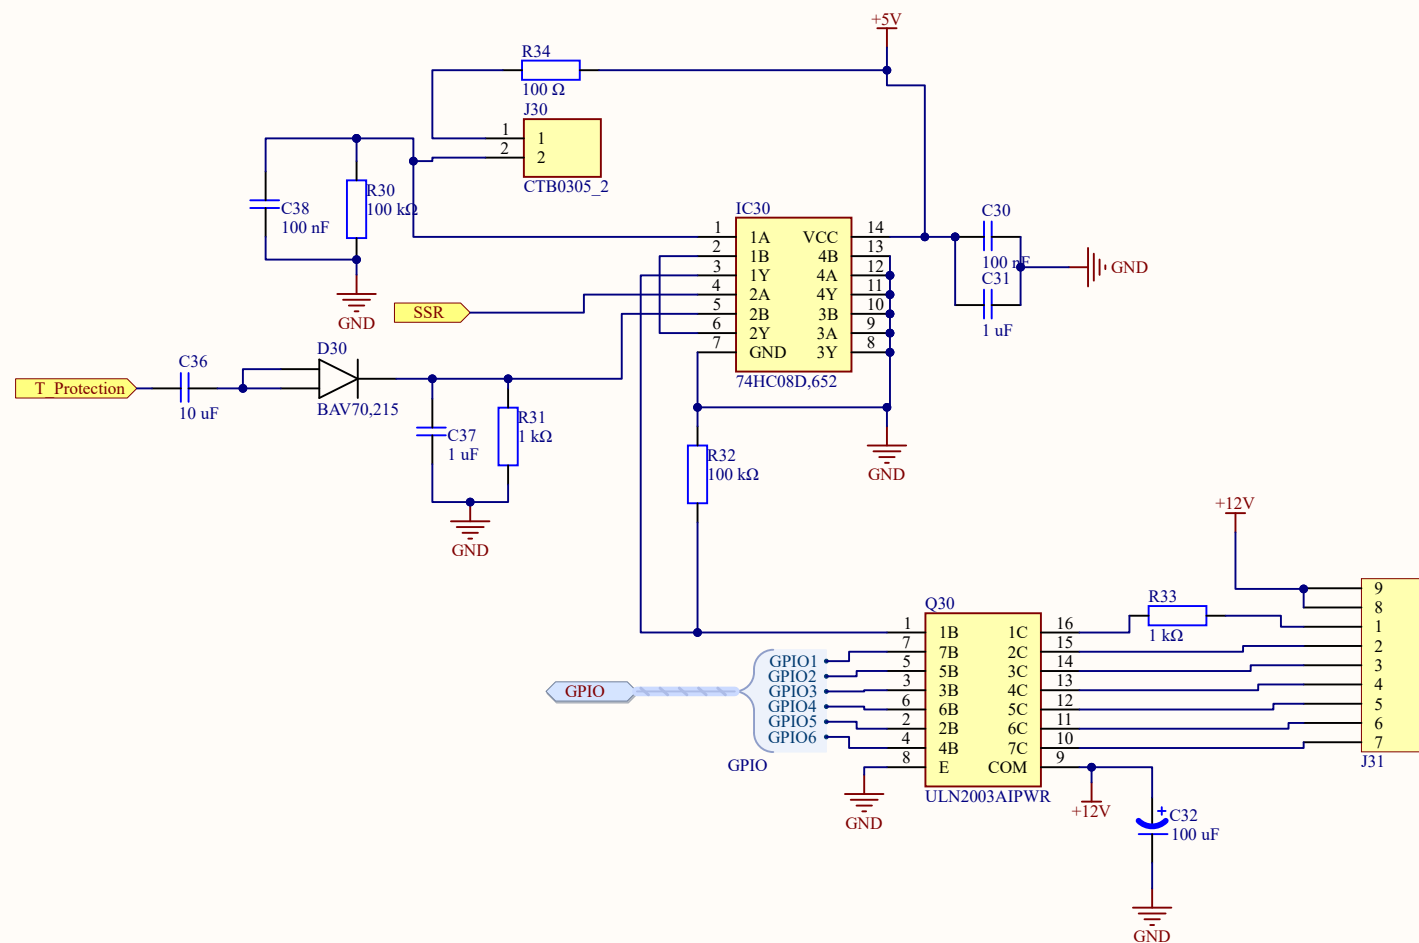 +5V
R34
100 Ω
J30
1
1
2
2
CTB0305_2
R30
100 kΩ
C38
100 nF
GND
IC30
1
1A
VCC
14
2
1B
4B
13
3
1Y
4A
12
4
2A
4Y
11
5
2B
3B
10
6
2Y
3A
9
7
GND
3Y
8
74HC08D,652
C30
100 nF
C31
1 uF
GND
SSR
T_Protection
C36
10 uF
D30
BAV70,215
C37
1 uF
R31
1 kΩ
GND
R32
100 kΩ
GND
+12V
Q30
1
1B
1C
16
7
7B
2C
15
5
5B
3C
14
3
3B
4C
13
6
6B
5C
12
2
2B
6C
11
4
4B
7C
10
8
E
COM
9
ULN2003AIPWR
R33
1 kΩ
9
8
1
2
3
4
5
6
7
J31
GPIO
GPIO1
GPIO2
GPIO3
GPIO4
GPIO5
GPIO6
GPIO
GND
+12V
+
C32
100 uF
GND